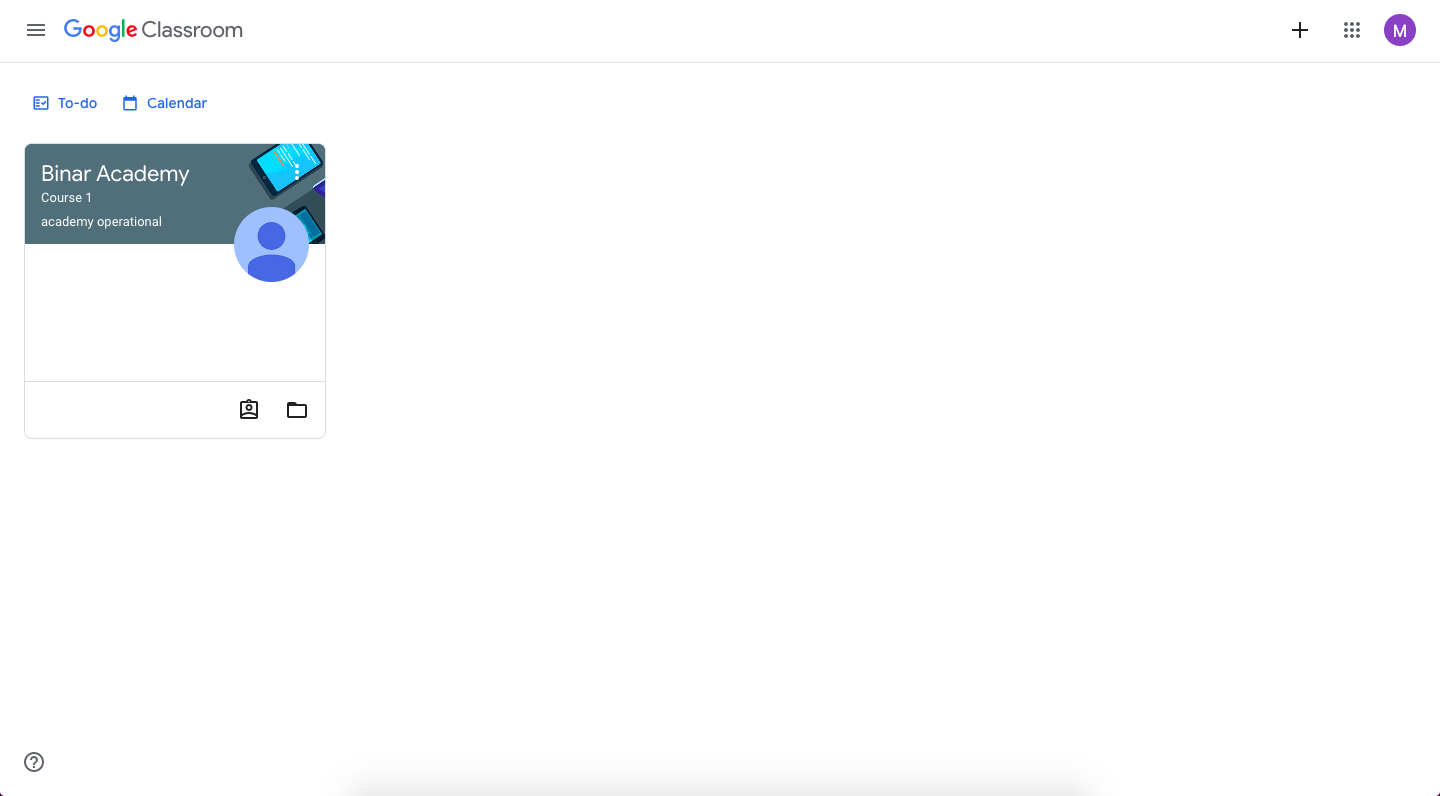 Google Classroom
M
To-do
Calendar
Binar Academy
Course 1
academy operational